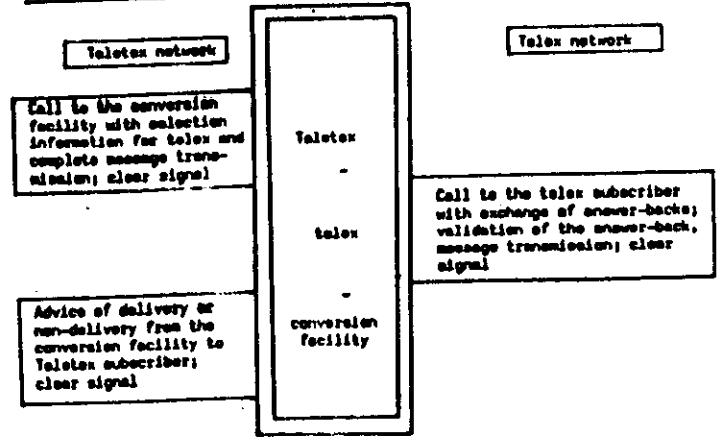 Teletex network
Telex network
Call to the conversion
facility with selection
information for telex and
complete message trans-
mission; clear signal
Teletex
-
telex
-
conversion
facility
Call to the telex subscriber
with exchange of answer-backs;
validation of the answer-back,
message transmission; clear
signal
Advice of delivery or
non-delivery from the
conversion facility to
Teletex subscriber;
clear signal